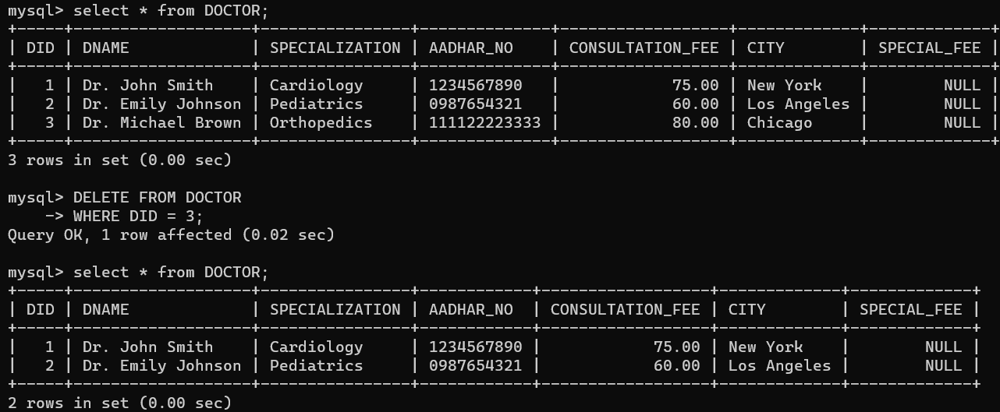 mysql> select * from DOCTOR;
+-----+-------------------+----------------+--------------+------------------+-------------+-------------+
| DID | DNAME             | SPECIALIZATION | AADHAR_NO    | CONSULTATION_FEE | CITY        | SPECIAL_FEE |
+-----+-------------------+----------------+--------------+------------------+-------------+-------------+
|   1 | Dr. John Smith    | Cardiology     | 1234567890   |            75.00 | New York    |        NULL |
|   2 | Dr. Emily Johnson | Pediatrics     | 0987654321   |            60.00 | Los Angeles |        NULL |
|   3 | Dr. Michael Brown | Orthopedics    | 111122223333 |            80.00 | Chicago     |        NULL |
+-----+-------------------+----------------+--------------+------------------+-------------+-------------+
3 rows in set (0.00 sec)
mysql> DELETE FROM DOCTOR
    -> WHERE DID = 3;
Query OK, 1 row affected (0.02 sec)
mysql> select * from DOCTOR;
+-----+-------------------+----------------+------------+------------------+-------------+-------------+
| DID | DNAME             | SPECIALIZATION | AADHAR_NO  | CONSULTATION_FEE | CITY        | SPECIAL_FEE |
+-----+-------------------+----------------+------------+------------------+-------------+-------------+
|   1 | Dr. John Smith    | Cardiology     | 1234567890 |            75.00 | New York    |        NULL |
|   2 | Dr. Emily Johnson | Pediatrics     | 0987654321 |            60.00 | Los Angeles |        NULL |
+-----+-------------------+----------------+------------+------------------+-------------+-------------+
2 rows in set (0.00 sec)